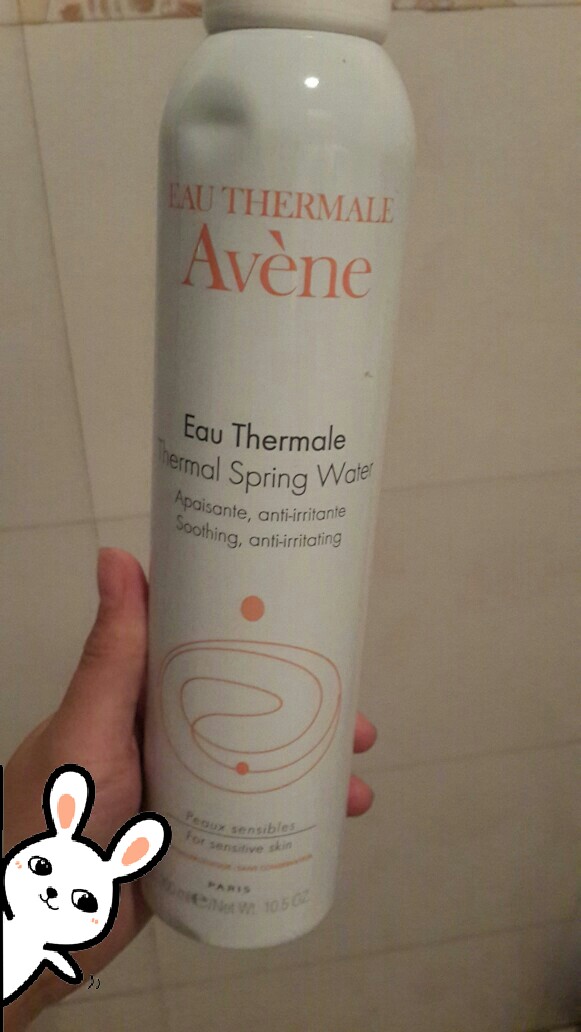 EAU THERMALE
Avène
Eau Thermale
Thermal Spring Water
Apaisante, anti-irritante
Soothing, anti-irritating
Peaux sensibles
For sensitive skin
PARIS
Net Wt. 10.5 OZ